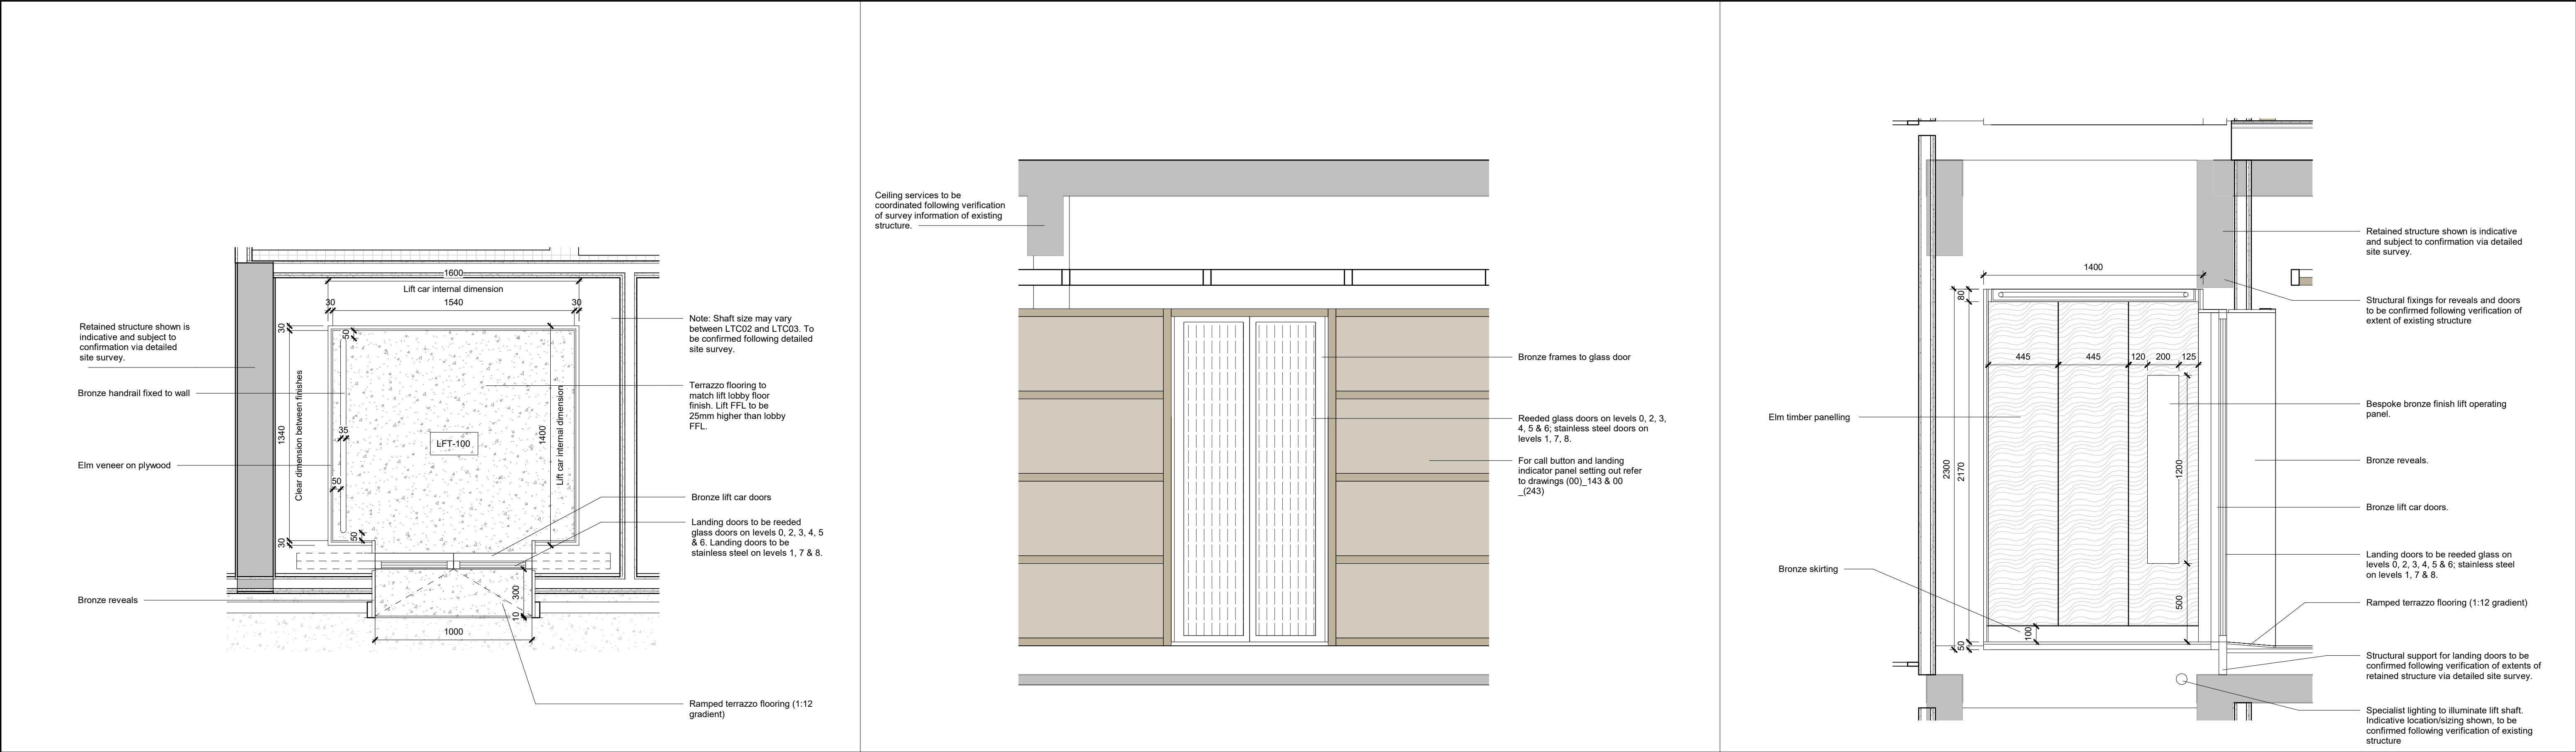 1600
Lift car internal dimension
30
1540
30
30
50
Retained structure shown is
indicative and subject to
confirmation via detailed
site survey.
Note: Shaft size may vary
between LTC02 and LTC03. To
be confirmed following detailed
site survey.
Bronze handrail fixed to wall
Terrazzo flooring to
match lift lobby floor
finish. Lift FFL to be
25mm higher than lobby
FFL.
Clear dimension between finishes
1340
35
LFT-100
1400
Lift car internal dimension
Elm veneer on plywood
50
Bronze lift car doors
30
50
Landing doors to be reeded
glass doors on levels 0, 2, 3, 4, 5
& 6. Landing doors to be
stainless steel on levels 1, 7 & 8.
Bronze reveals
300
10
1000
Ramped terrazzo flooring (1:12
gradient)
Ceiling services to be
coordinated following verification
of survey information of existing
structure.
Bronze frames to glass door
Reeded glass doors on levels 0, 2, 3,
4, 5 & 6; stainless steel doors on
levels 1, 7, 8.
For call button and landing
indicator panel setting out refer
to drawings (00)_143 & 00
_(243)
Retained structure shown is indicative
and subject to confirmation via detailed
site survey.
1400
80
Structural fixings for reveals and doors
to be confirmed following verification of
extent of existing structure
445
445
120
200
125
Elm timber panelling
Bespoke bronze finish lift operating
panel.
2300
2170
1200
Bronze reveals.
Bronze lift car doors.
Landing doors to be reeded glass on
levels 0, 2, 3, 4, 5 & 6; stainless steel
on levels 1, 7 & 8.
Bronze skirting
500
Ramped terrazzo flooring (1:12 gradient)
100
50
Structural support for landing doors to be
confirmed following verification of extents of
retained structure via detailed site survey.
Specialist lighting to illuminate lift shaft.
Indicative location/sizing shown, to be
confirmed following verification of existing
structure